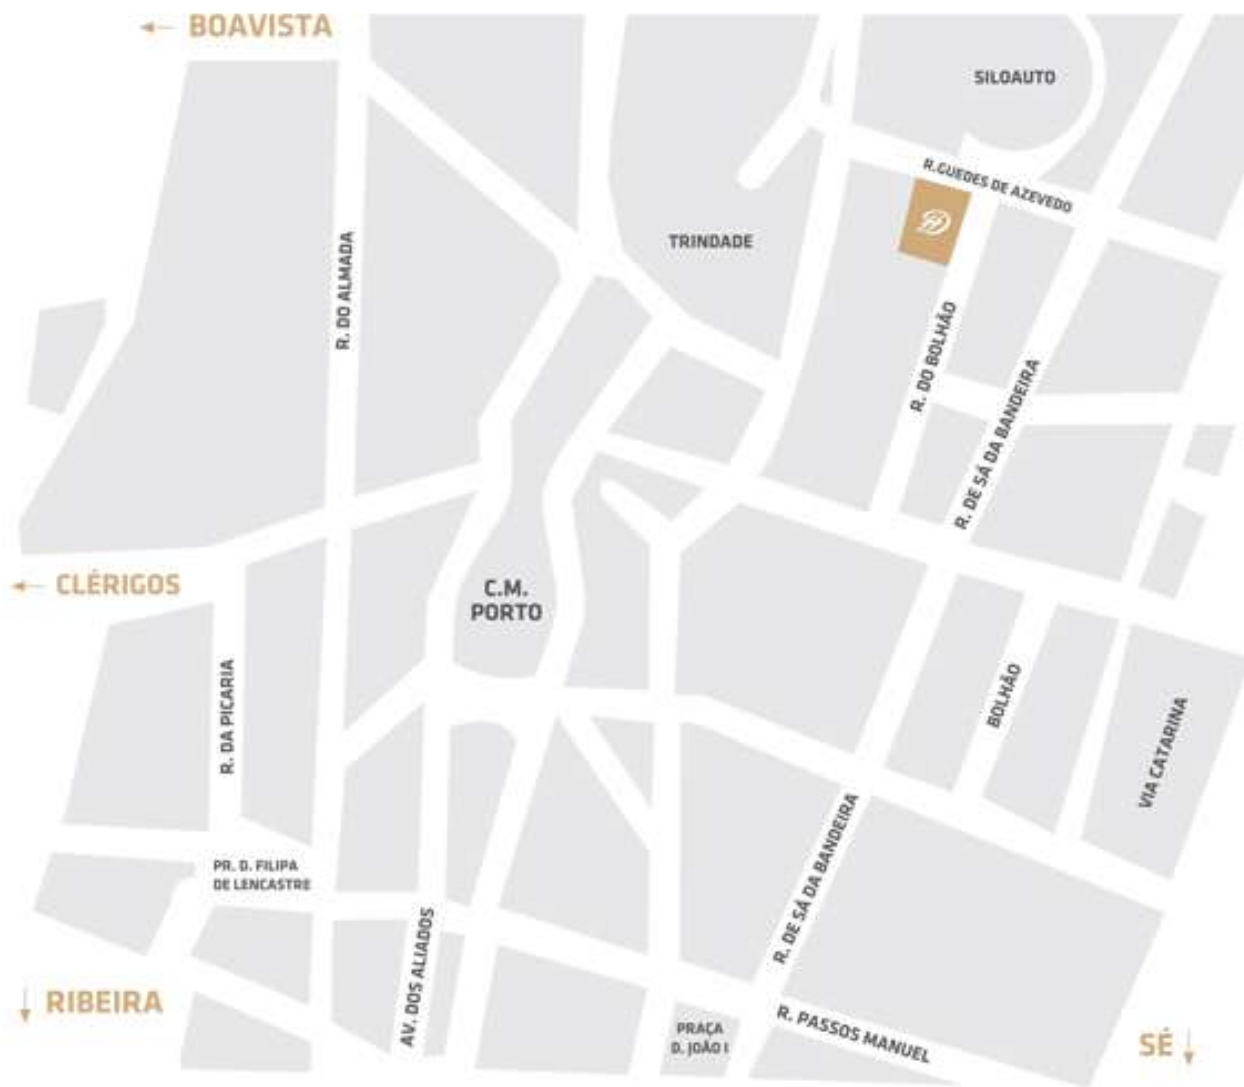 ← BOAVISTA
SILOAUTO
R.GUEDES DE AZEVEDO
TRINDADE
R. DO ALMADA
R. DO BOLHÃO
R. DE SÁ DA BANDEIRA
← CLÉRIGOS
C.M.
PORTO
R. DA PICARIA
BOLHÃO
VIA CATARINA
PR. D. FILIPA
DE LENCASTRE
R. DE SÁ DA BANDEIRA
AV. DOS ALIADOS
↓ RIBEIRA
R. PASSOS MANUEL
PRAÇA
D. JOÃO I
SÉ ↓